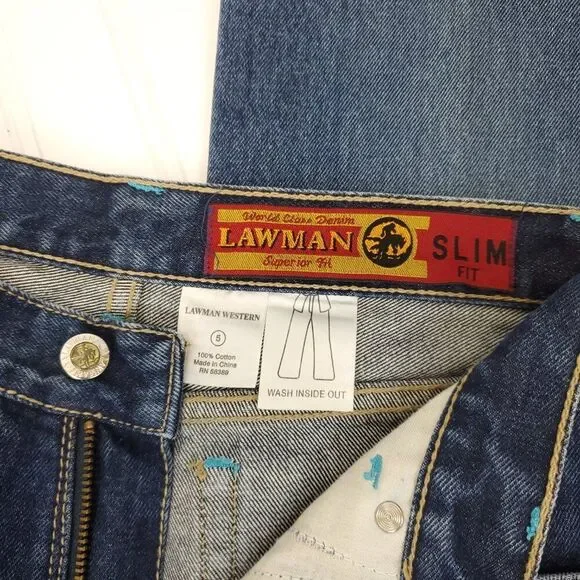 World Class Denim
LAWMAN
Superior Fit
SLIM
FIT
LAWMAN WESTERN
5
100% Cotton
Made in China
RN 58389
WASH INSIDE OUT